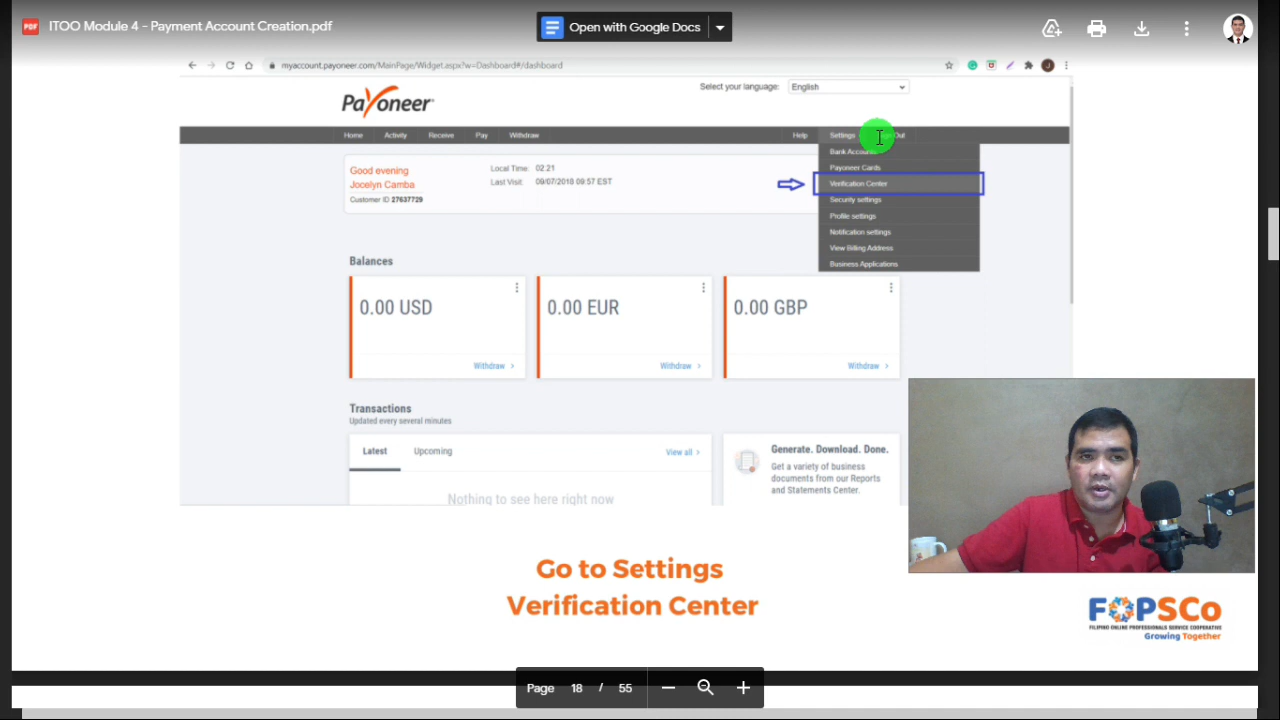 PDF
ITOO Module 4 - Payment Account Creation.pdf
Open with Google Docs
myaccount.payoneer.com/MainPage/Widget.aspx?w=Dashboard#/dashboard
Select your language:
English
Payoneer
Home
Activity
Receive
Pay
Withdraw
Help
Settings
Out
Good evening
Jocelyn Camba
Customer ID 27637729
Local Time: 02:21
Last Visit: 09/07/2018 09:57 EST
Bank Accounts
Payoneer Cards
Verification Center
Security settings
Profile settings
Notification settings
View Billing Address
Business Applications
Balances
0.00 USD
Withdraw >
0.00 EUR
Withdraw >
0.00 GBP
Withdraw >
Transactions
Updated every several minutes
Latest
Upcoming
View all >
Nothing to see here right now
Generate. Download. Done.
Get a variety of business
documents from our Reports
and Statements Center.
Go to Settings
Verification Center
FOPSCo
FILIPINO ONLINE PROFESSIONALS SERVICE COOPERATIVE
Growing Together
Page 18 / 55